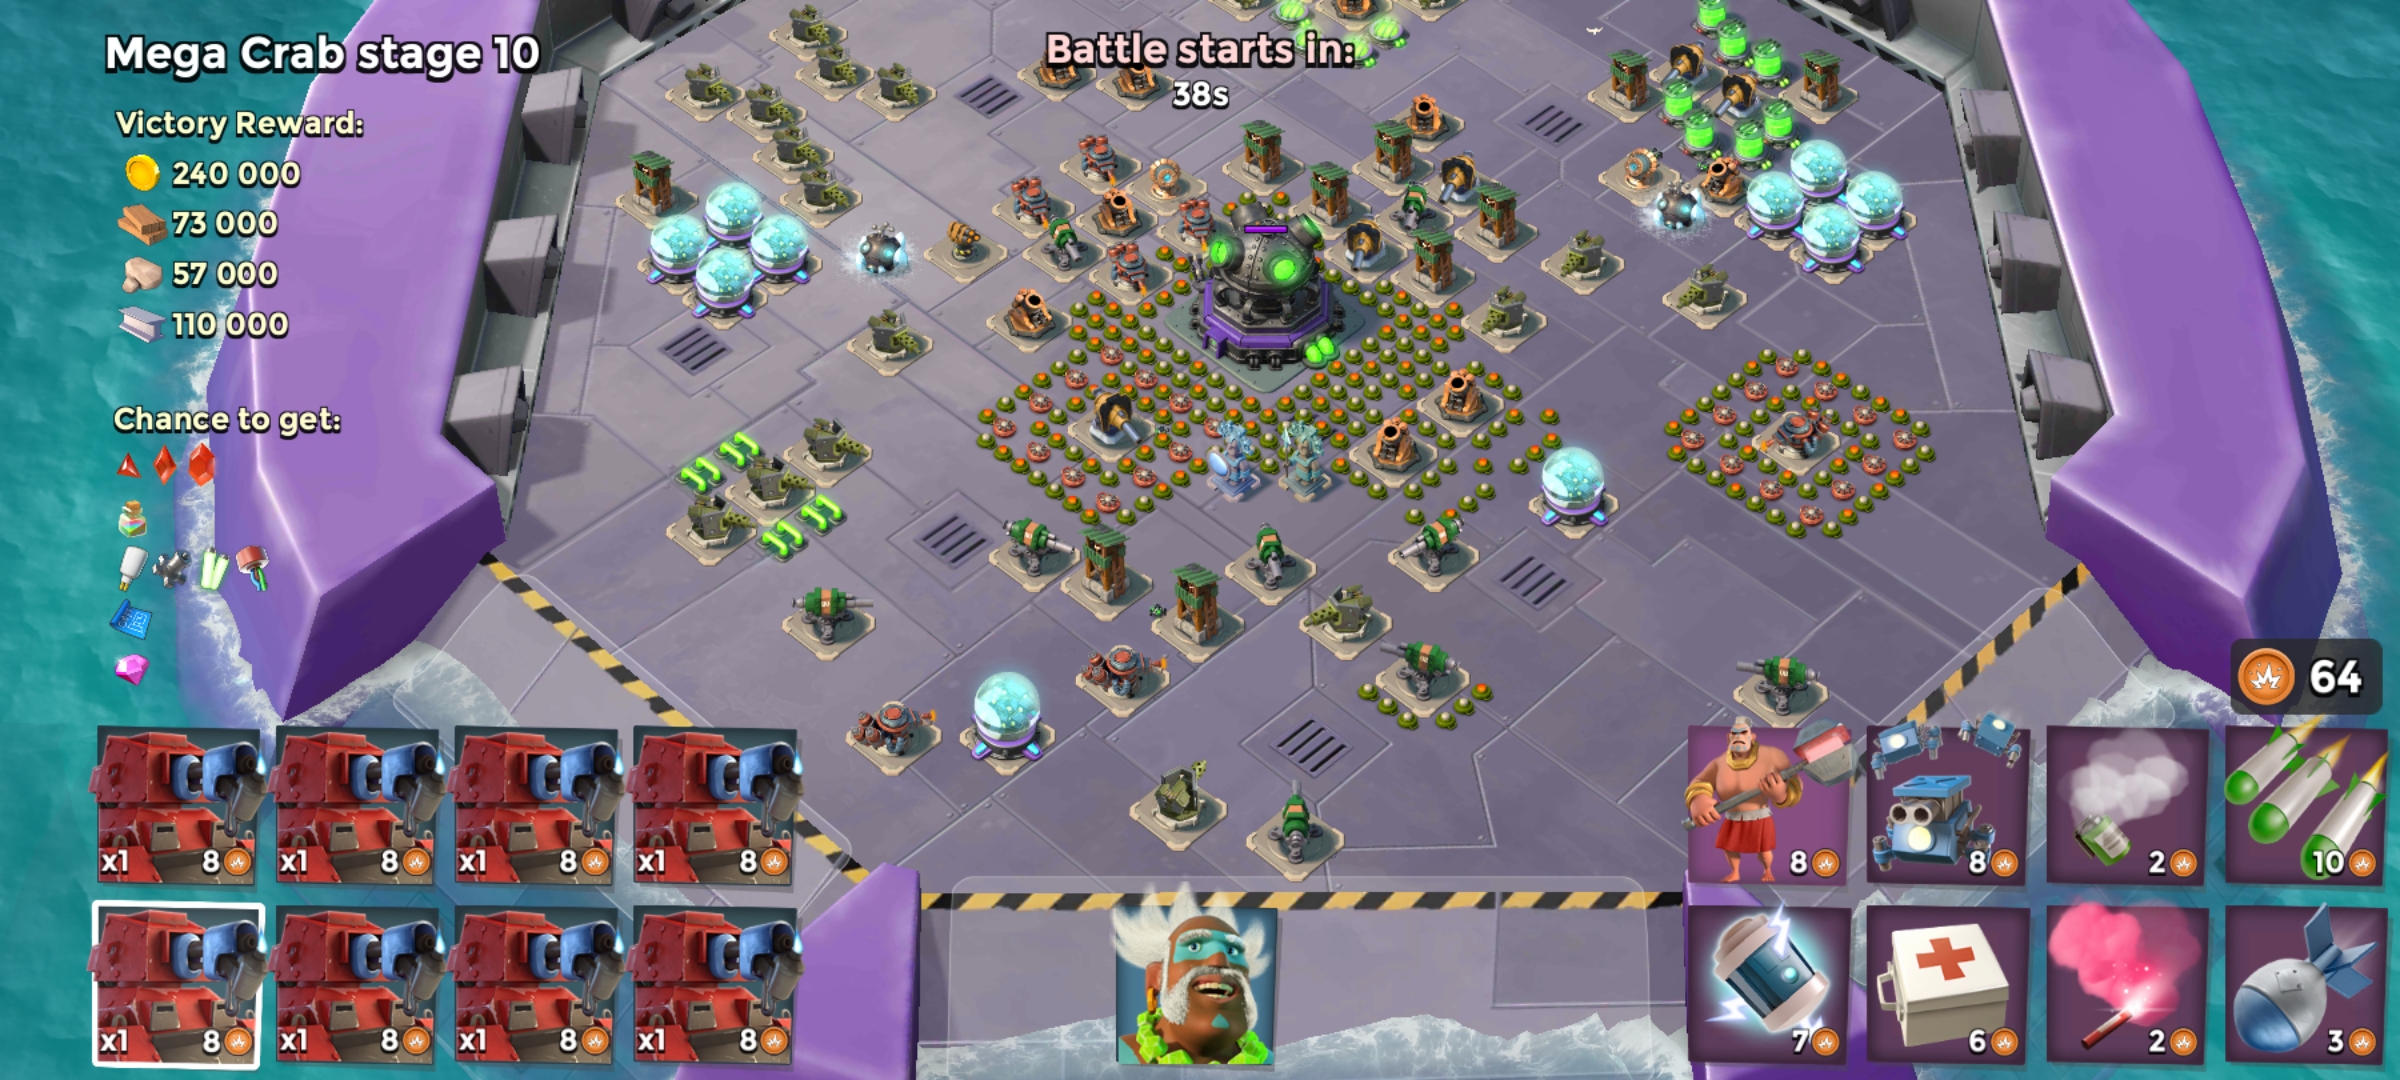 Mega Crab stage 10
Battle starts in:
38s
Victory Reward:
240 000
73 000
57 000
110 000
Chance to get:
64
x1 8
x1 8
x1 8
x1 8
8
8
2
10
x1 8
x1 8
x1 8
x1 8
7
6
2
3